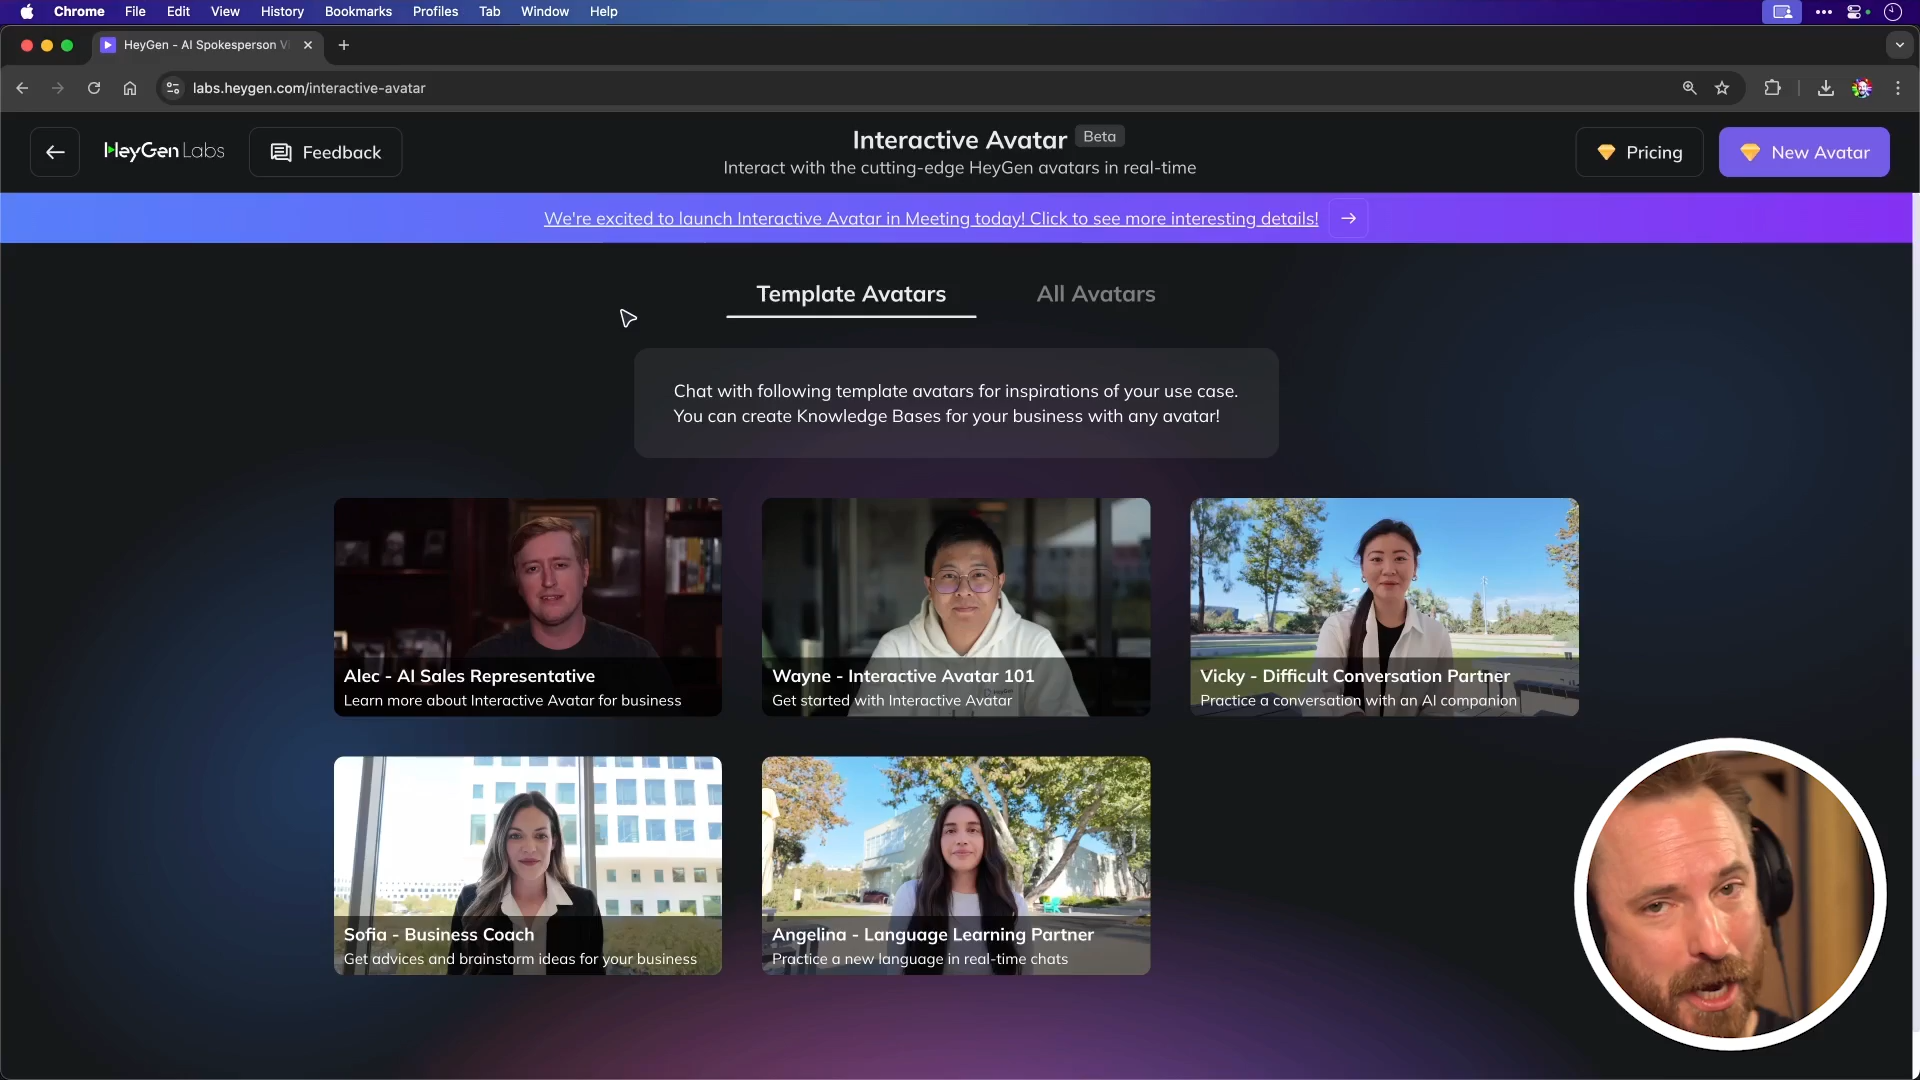 Chrome File Edit View History Bookmarks Profiles Tab Window Help
HeyGen - AI Spokesperson Vi
labs.heygen.com/interactive-avatar
HeyGen Labs
Feedback
Interactive Avatar Beta
Interact with the cutting-edge HeyGen avatars in real-time
Pricing
New Avatar
We're excited to launch Interactive Avatar in Meeting today! Click to see more interesting details!
Template Avatars
All Avatars
Chat with following template avatars for inspirations of your use case.
You can create Knowledge Bases for your business with any avatar!
Alec - AI Sales Representative
Learn more about Interactive Avatar for business
Wayne - Interactive Avatar 101
Get started with Interactive Avatar
Vicky - Difficult Conversation Partner
Practice a conversation with an AI companion
Sofia - Business Coach
Get advices and brainstorm ideas for your business
Angelina - Language Learning Partner
Practice a new language in real-time chats